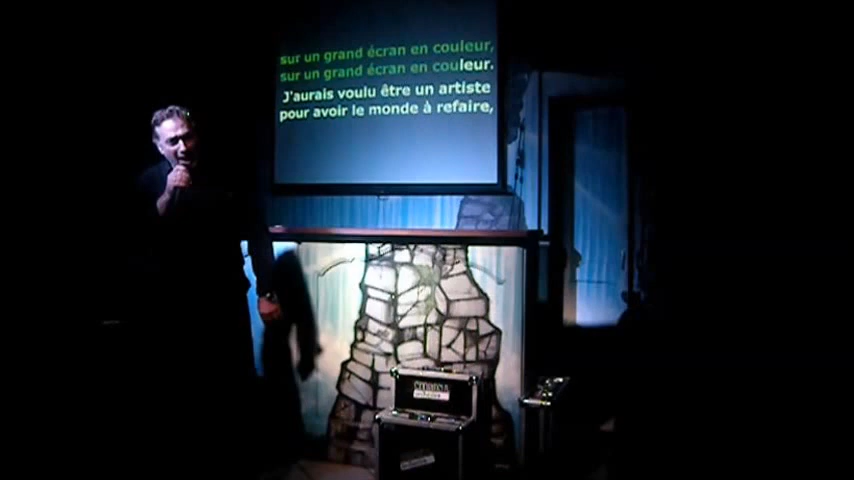 sur un grand écran en couleur,
sur un grand écran en couleur.
J'aurais voulu être un artiste
pour avoir le monde à refaire,